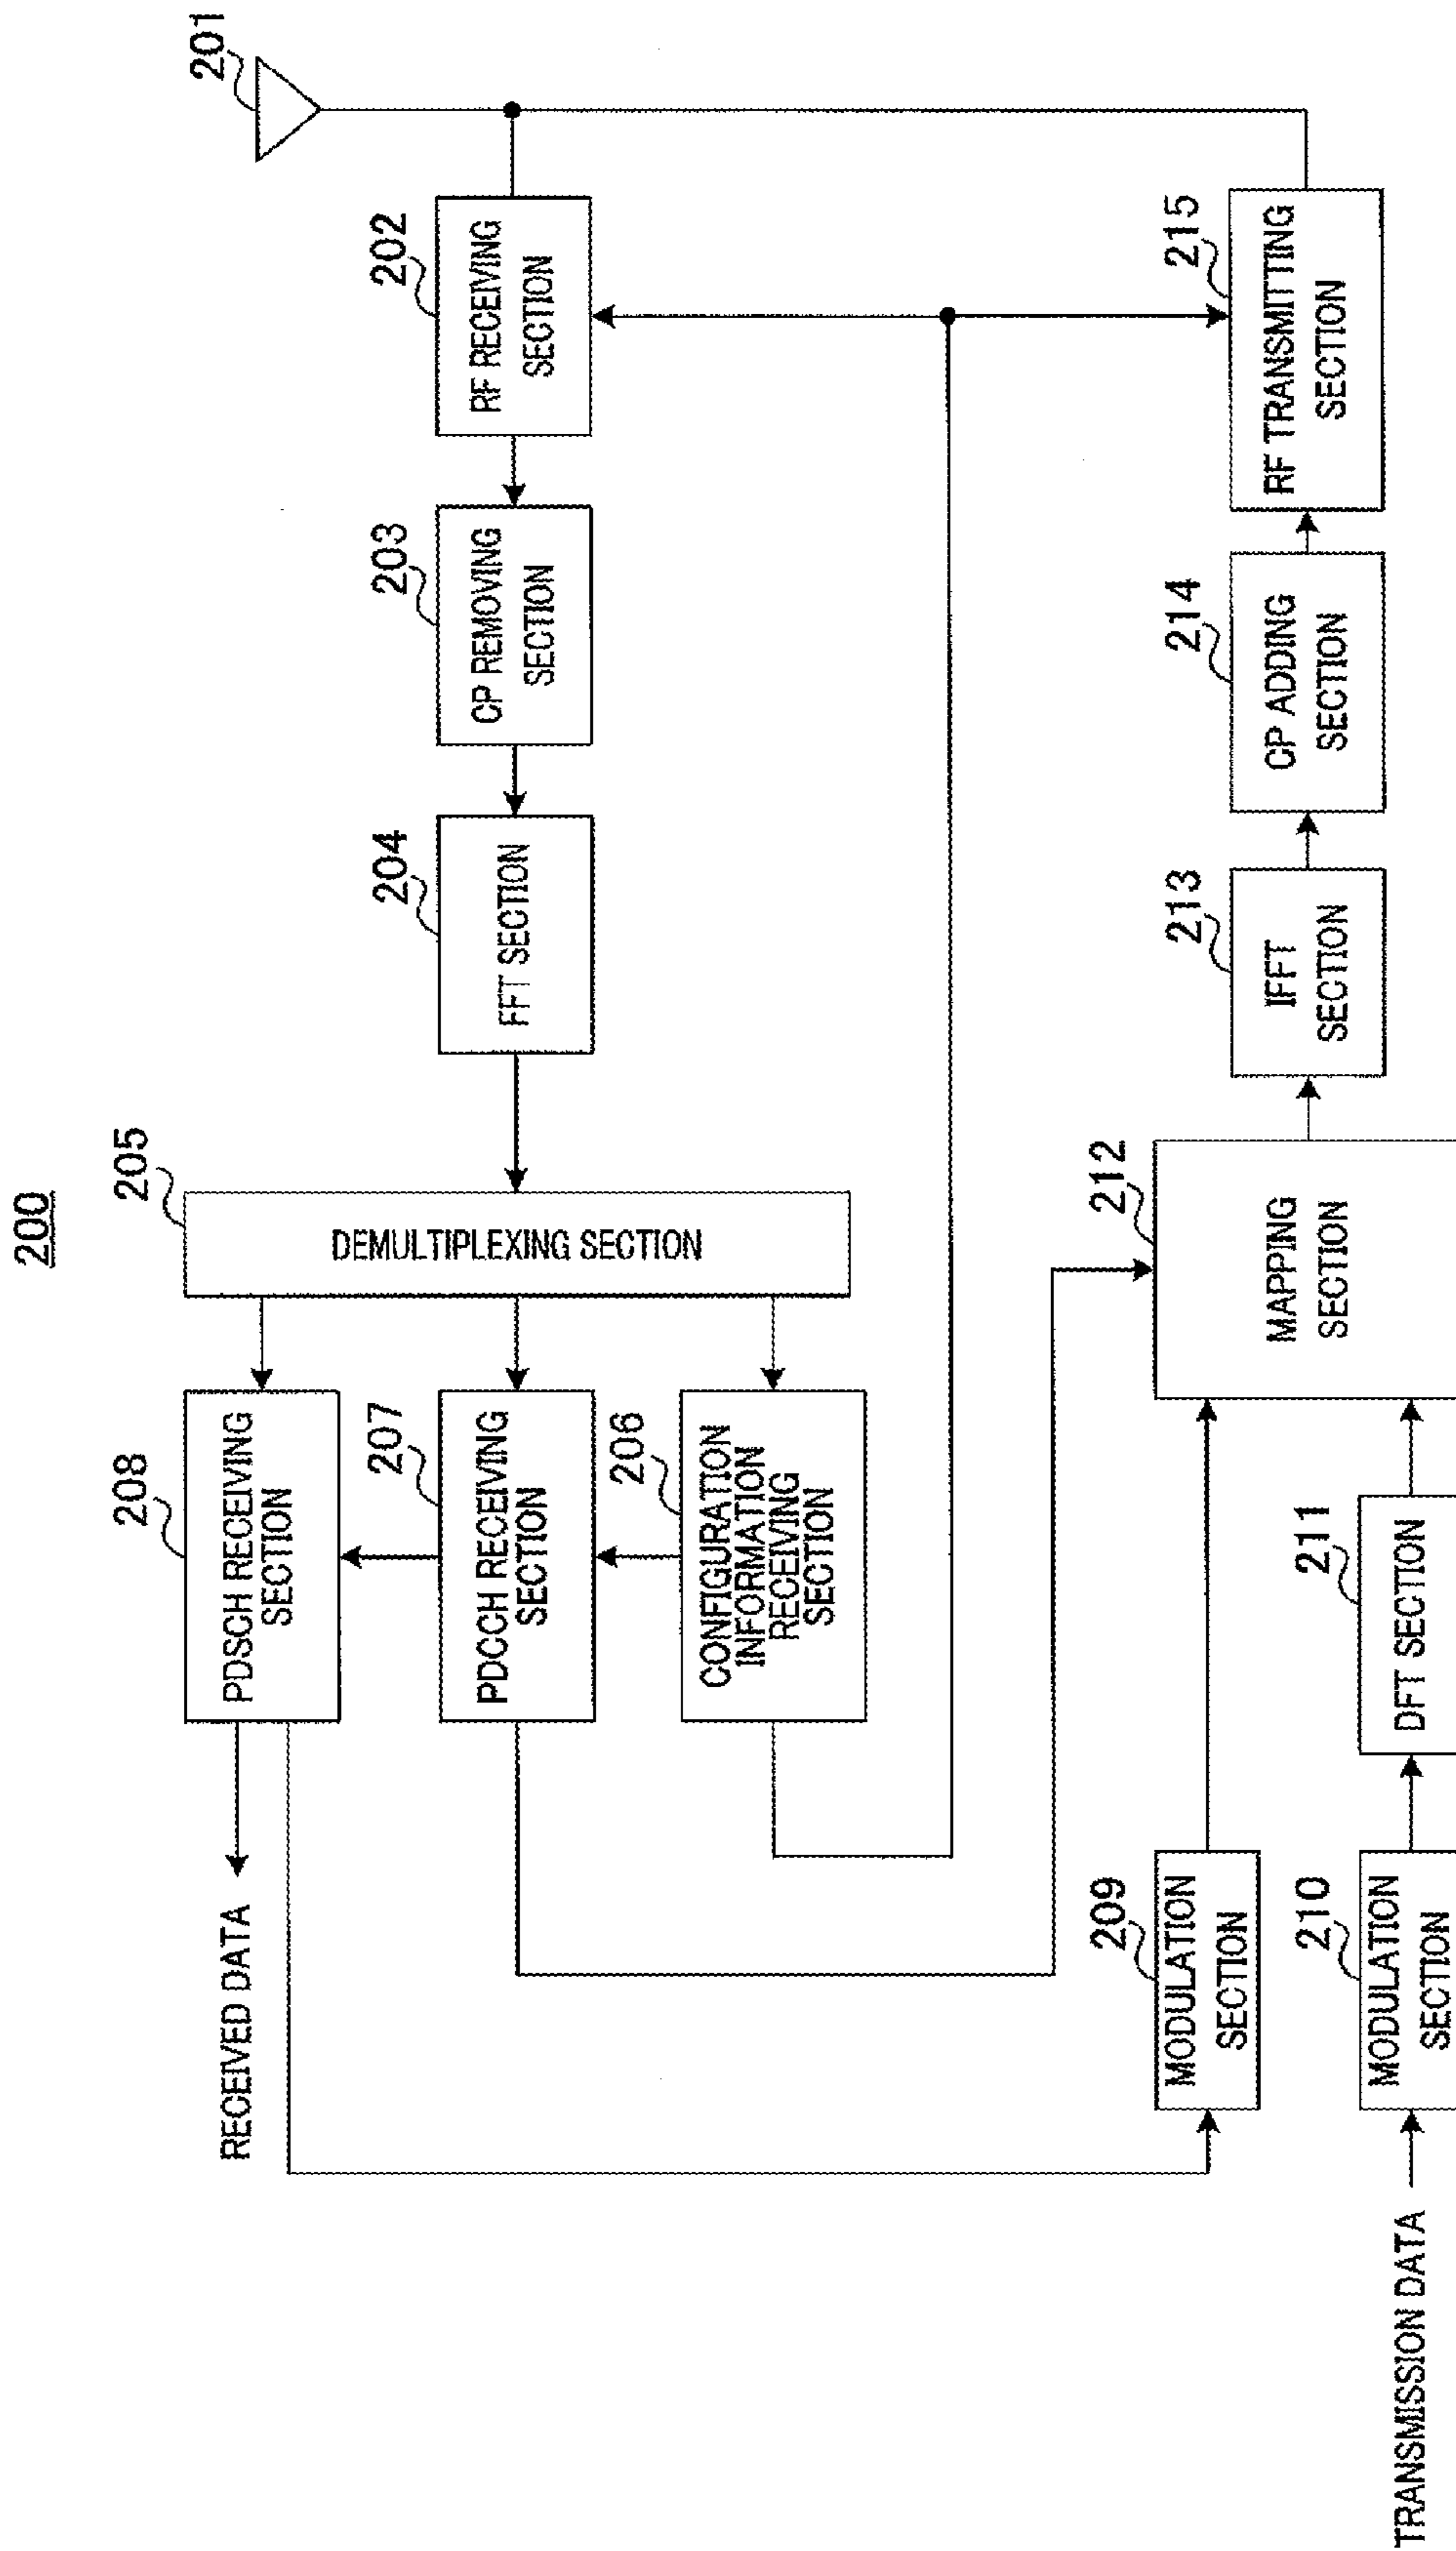 200
201
RF RECEIVING
SECTION
202
CP REMOVING
SECTION
203
FFT SECTION
204
DEMULTIPLEXING SECTION
205
PDSCH RECEIVING
SECTION
208
PDCCH RECEIVING
SECTION
207
CONFIGURATION
INFORMATION
RECEIVING
SECTION
206
RECEIVED DATA
MODULATION
SECTION
209
TRANSMISSION DATA
MODULATION
SECTION
210
DFT SECTION
211
MAPPING
SECTION
212
IFFT
SECTION
213
CP ADDING
SECTION
214
RF TRANSMITTING
SECTION
215